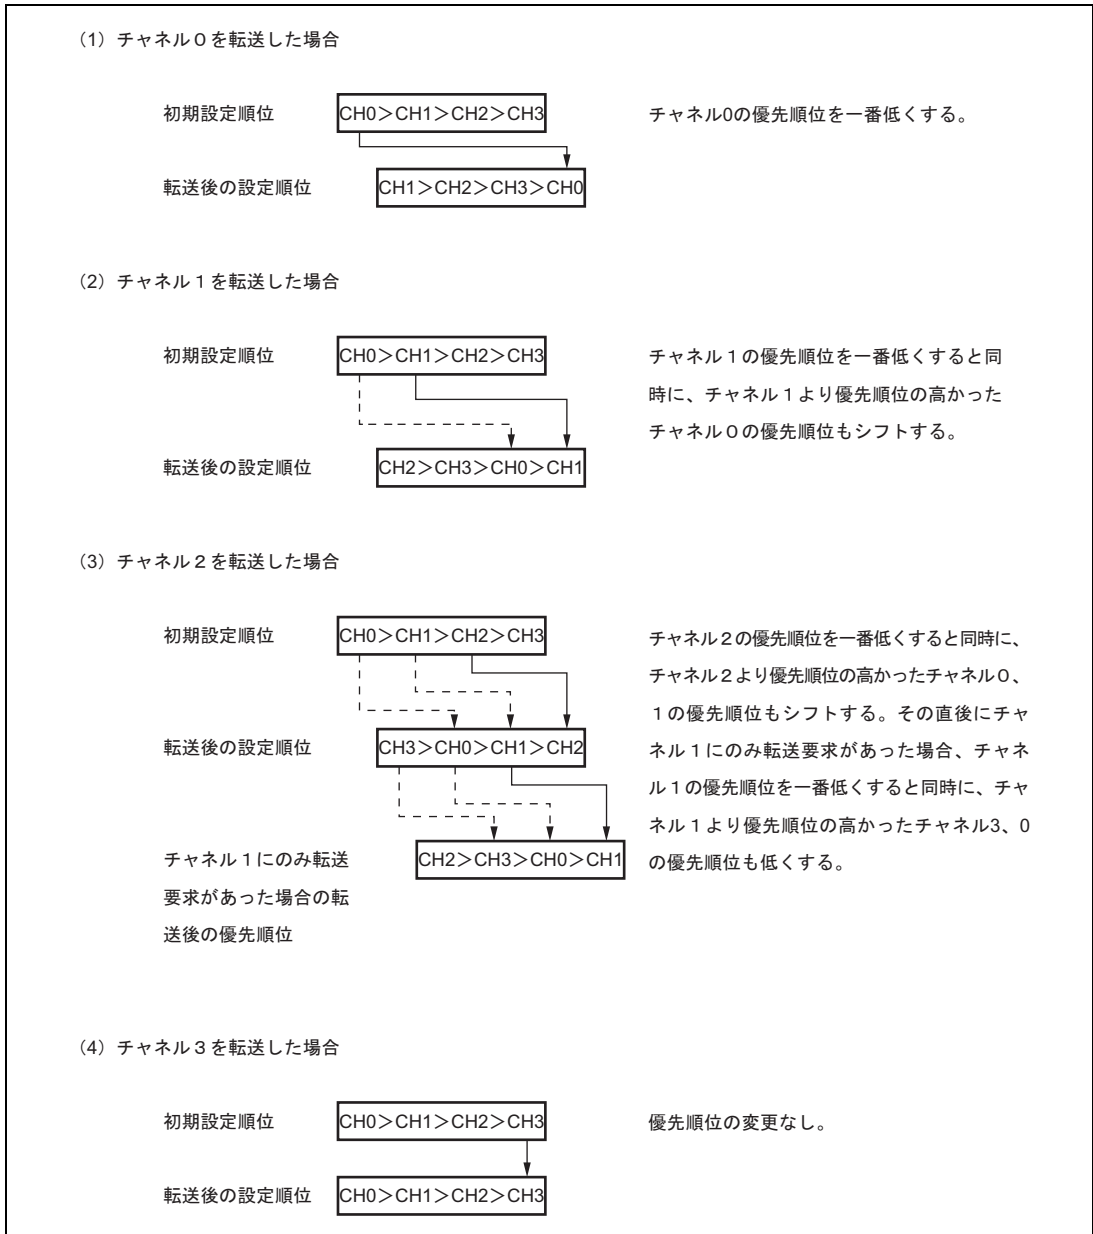 (1) チャネル０を転送した場合
初期設定順位
CH0＞CH1＞CH2＞CH3
チャネル0の優先順位を一番低くする。
転送後の設定順位
CH1＞CH2＞CH3＞CH0
(2) チャネル１を転送した場合
初期設定順位
CH0＞CH1＞CH2＞CH3
チャネル１の優先順位を一番低くすると同
時に、チャネル１より優先順位の高かった
チャネル０の優先順位もシフトする。
転送後の設定順位
CH2＞CH3＞CH0＞CH1
(3) チャネル２を転送した場合
初期設定順位
CH0＞CH1＞CH2＞CH3
チャネル２の優先順位を一番低くすると同時に、
チャネル２より優先順位の高かったチャネル０、
１の優先順位もシフトする。その直後にチャ
ネル１にのみ転送要求があった場合、チャネ
ル１の優先順位を一番低くすると同時に、チャ
ネル１より優先順位の高かったチャネル3、0
の優先順位も低くする。
転送後の設定順位
CH3＞CH0＞CH1＞CH2
チャネル１にのみ転送
要求があった場合の転
送後の優先順位
CH2＞CH3＞CH0＞CH1
(4) チャネル３を転送した場合
初期設定順位
CH0＞CH1＞CH2＞CH3
優先順位の変更なし。
転送後の設定順位
CH0＞CH1＞CH2＞CH3